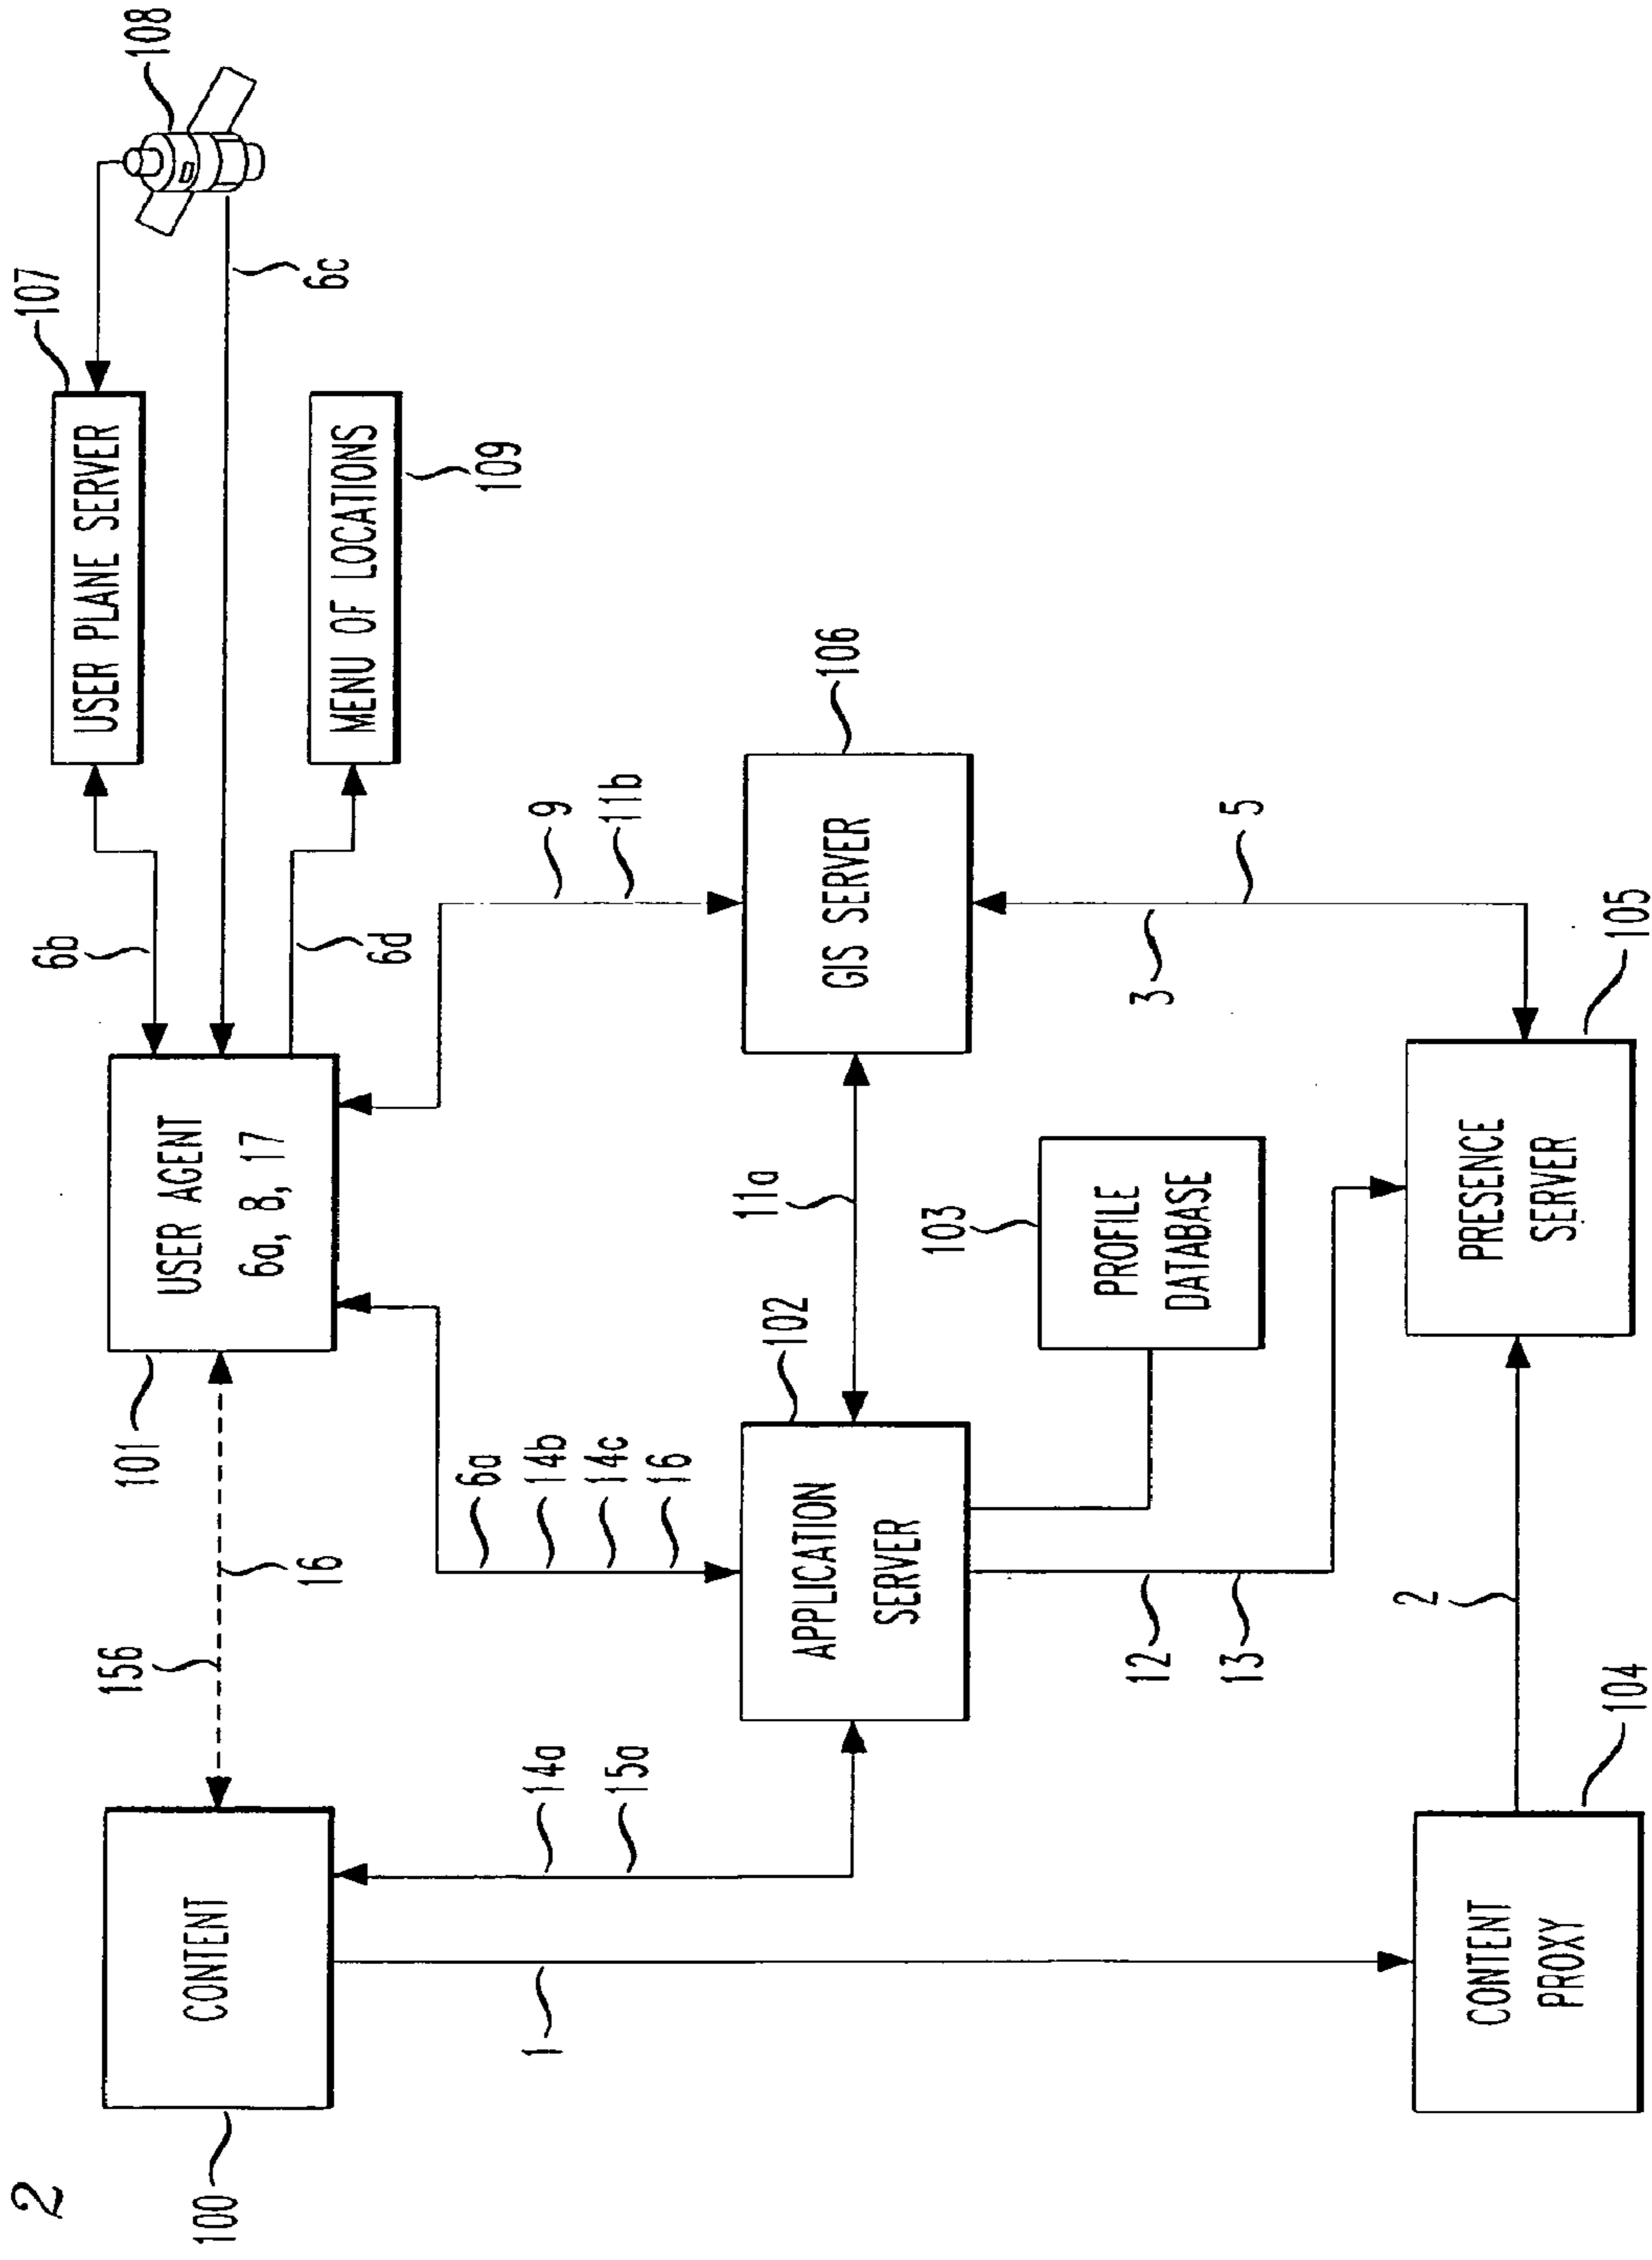 2
108
107
USER PLANE SERVER
6c
MENU OF LOCATIONS
109
6b
6d
USER AGENT
6a, 8, 17
101
9
11b
106
GIS SERVER
156
16
6a
14b
14c
16
11a
3
5
CONTENT
100
14a
15a
102
APPLICATION
SERVER
103
PROFILE
DATABASE
1
12
13
105
PRESENCE
SERVER
2
104
CONTENT
PROXY